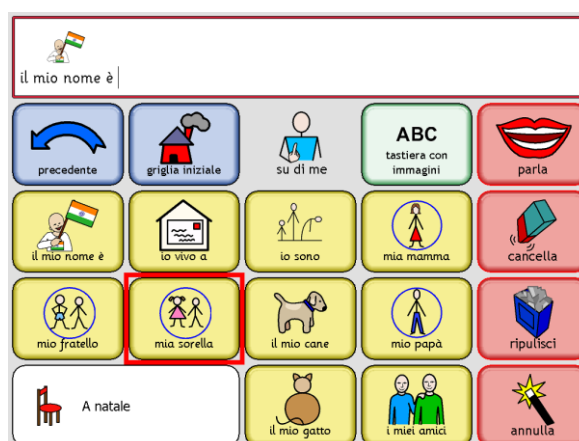 il mio nome è
precedente
griglia iniziale
su di me
ABC
tastiera con
immagini
parla
il mio nome è
io vivo a
io sono
mia mamma
cancella
mio fratello
mia sorella
il mio cane
mio papà
ripulisci
A natale
il mio gatto
i miei amici
annulla